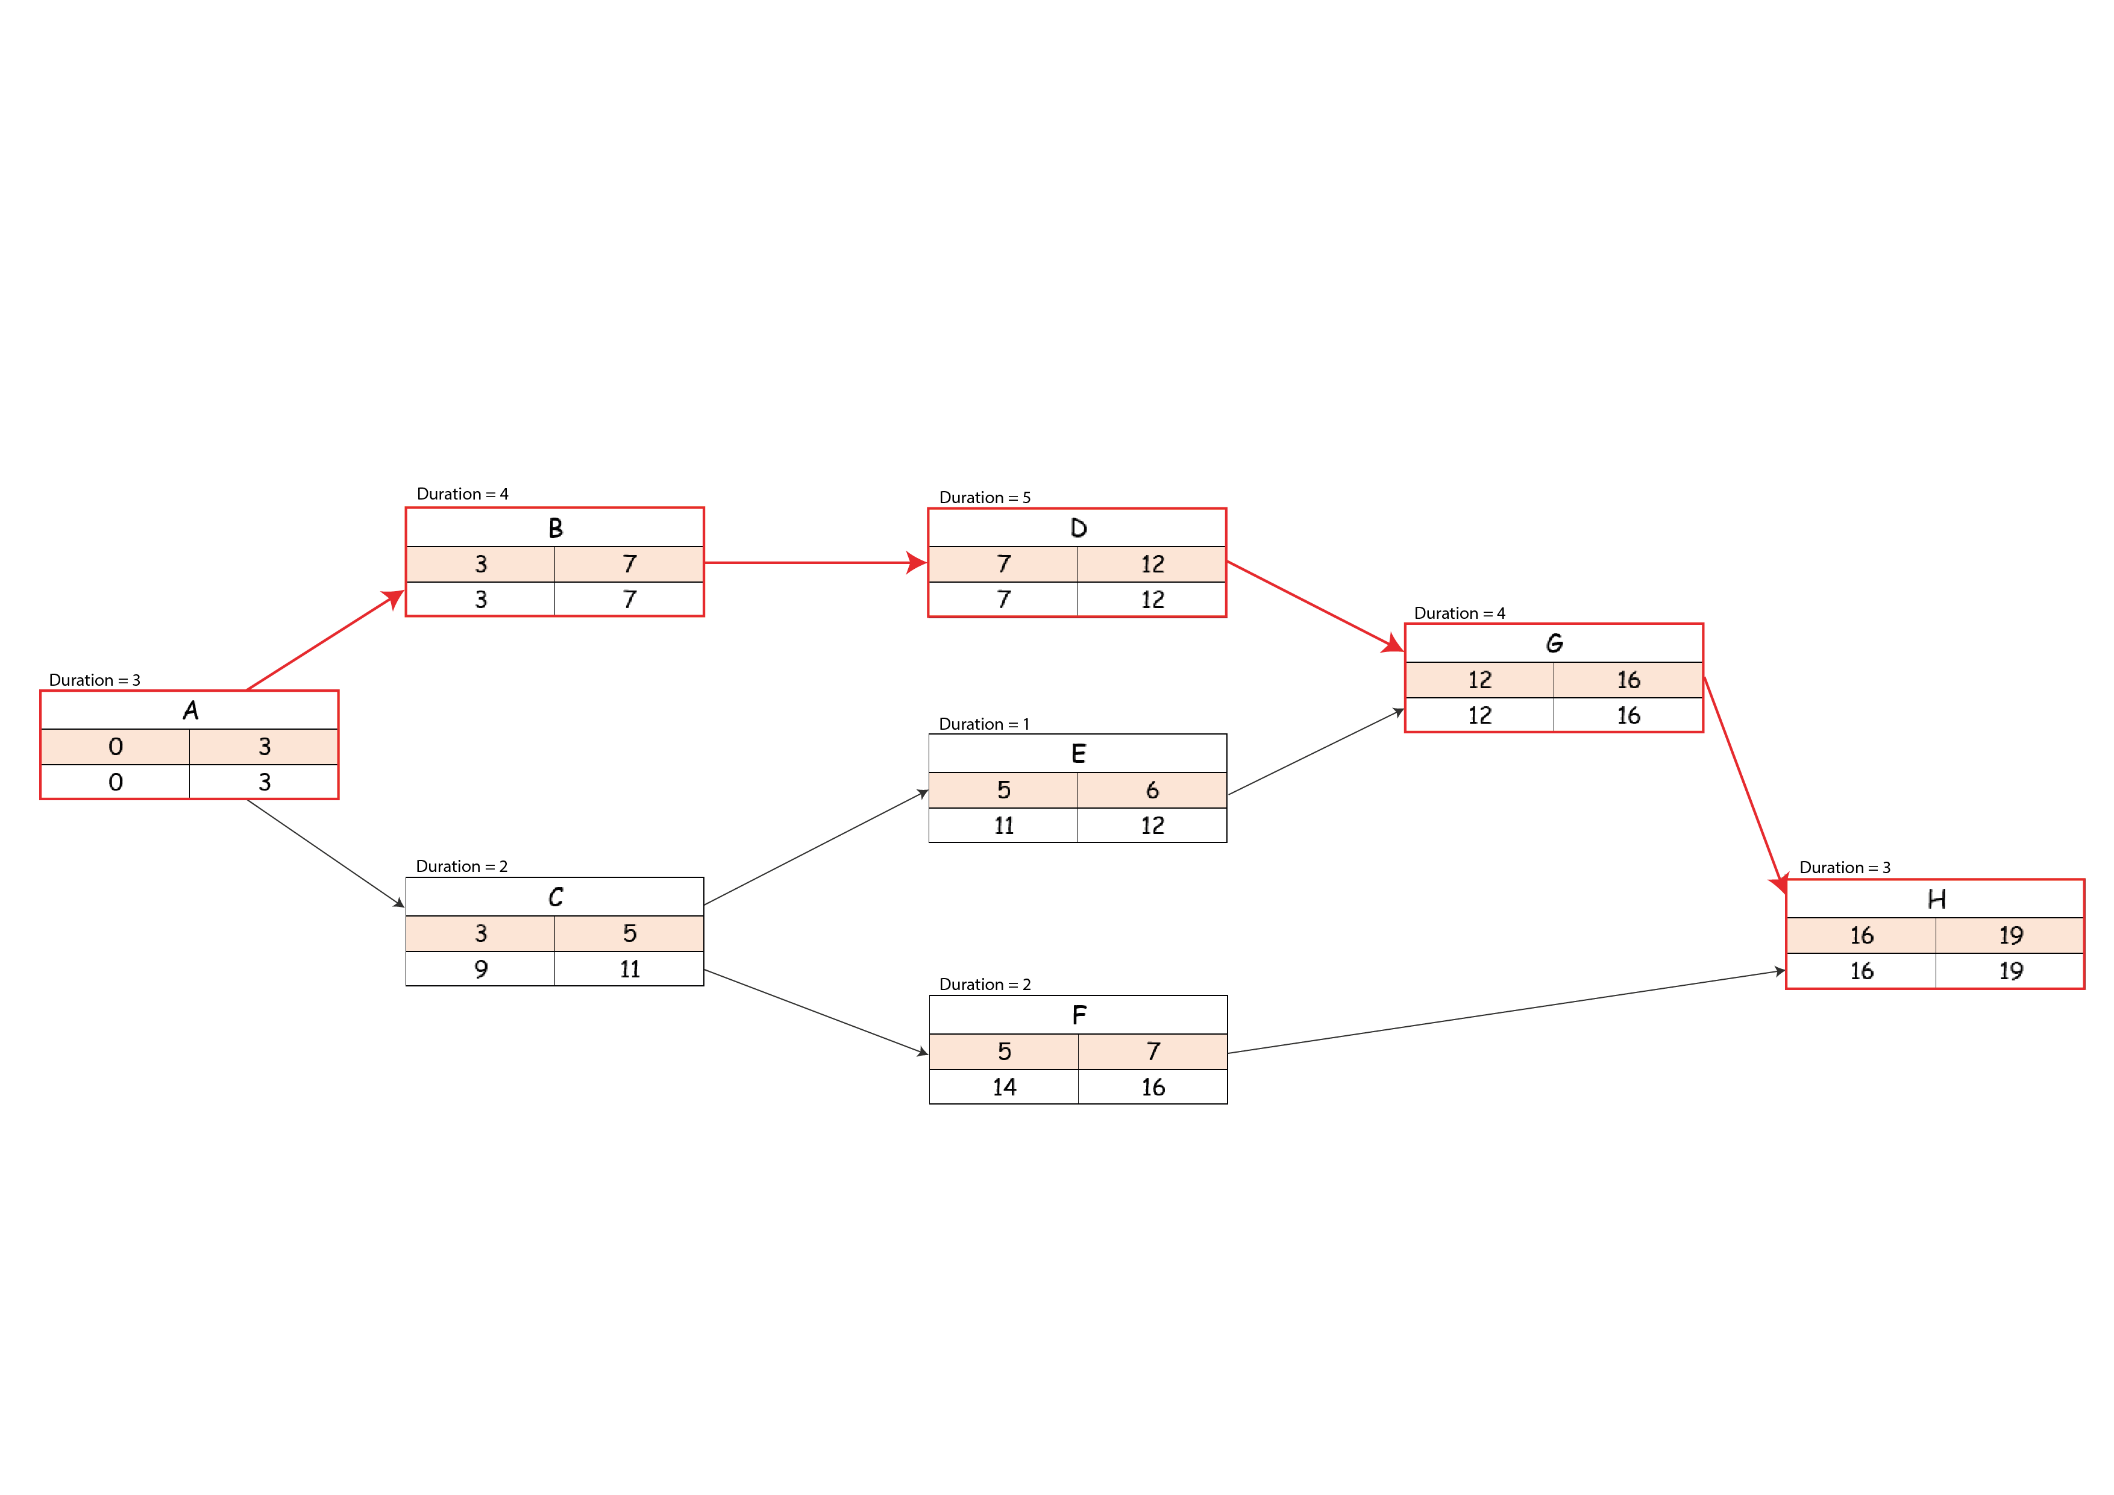 Duration = 4
B
3 7
3 7
Duration = 5
D
7 12
7 12
Duration = 4
G
12 16
12 16
Duration = 3
A
0 3
0 3
Duration = 1
E
5 6
11 12
Duration = 2
C
3 5
9 11
Duration = 3
H
16 19
16 19
Duration = 2
F
5 7
14 16